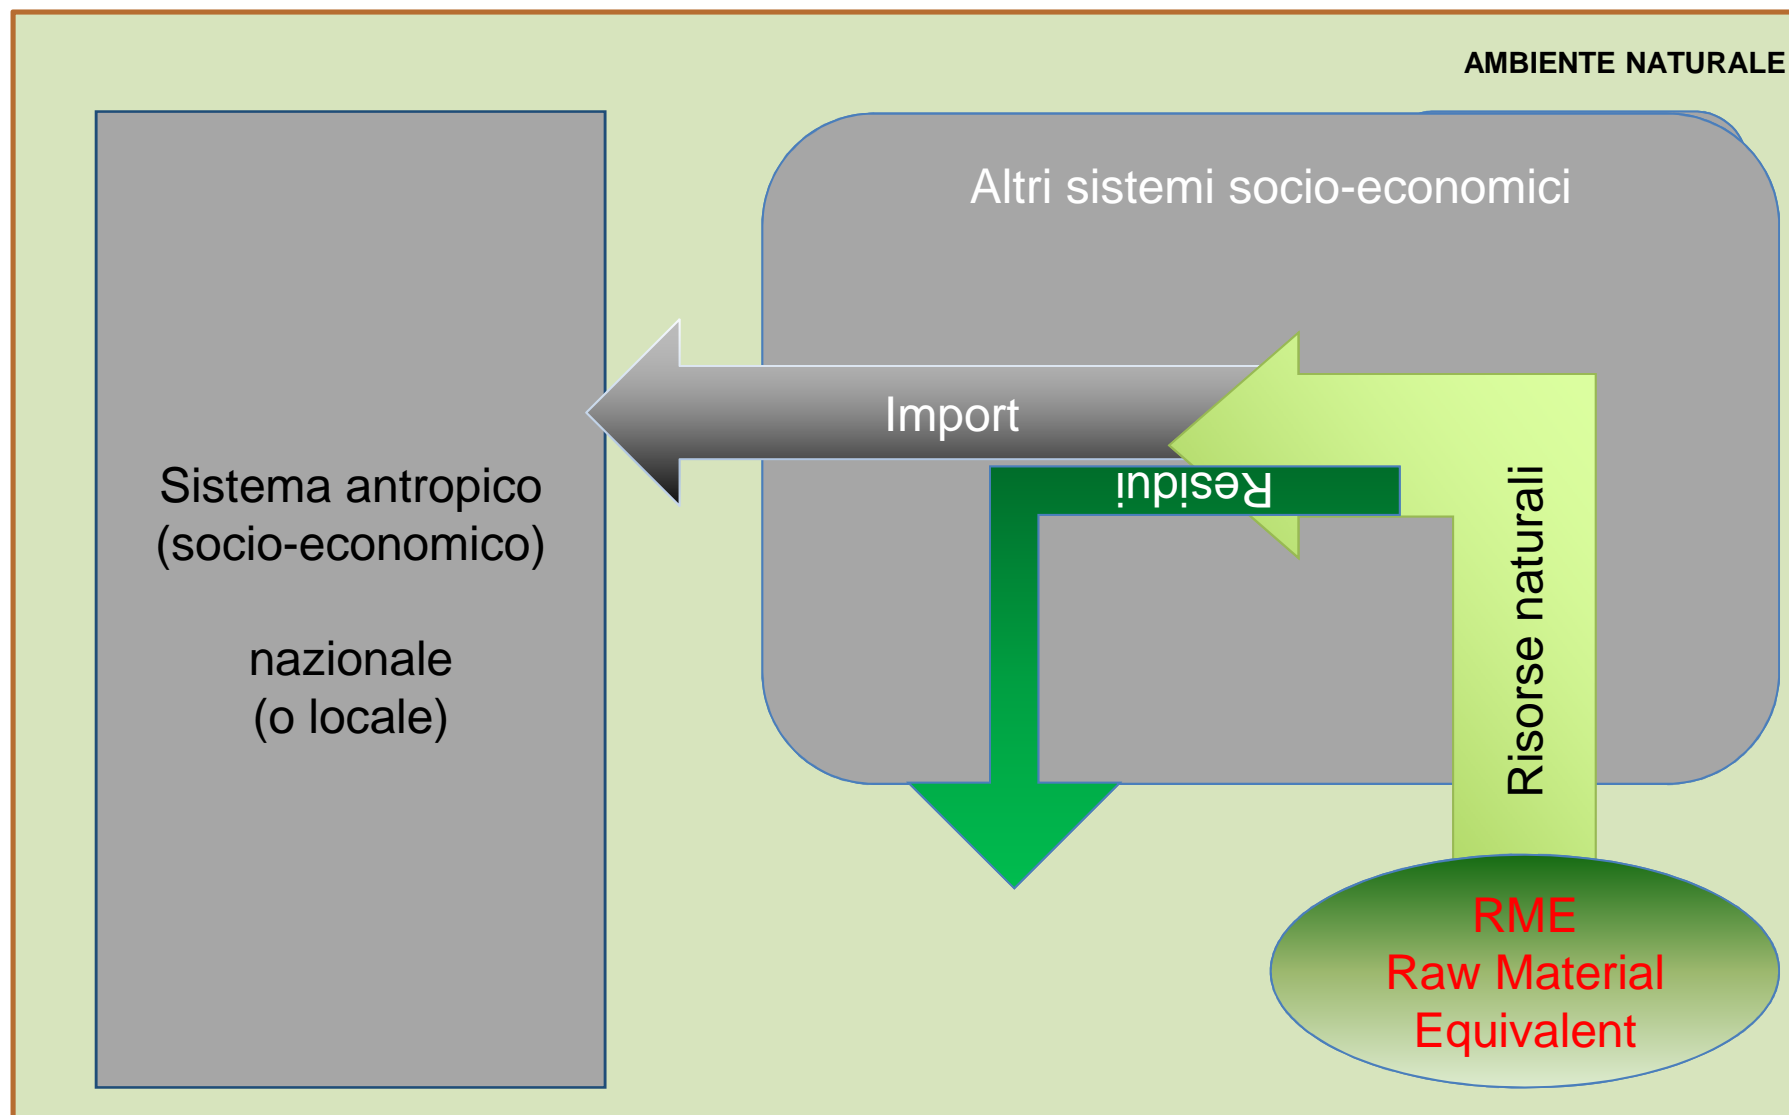 AMBIENTE NATURALE
Altri sistemi socio-economici
Import
Residui
Risorse naturali
Sistema antropico
(socio-economico)
nazionale
(o locale)
RME
Raw Material
Equivalent